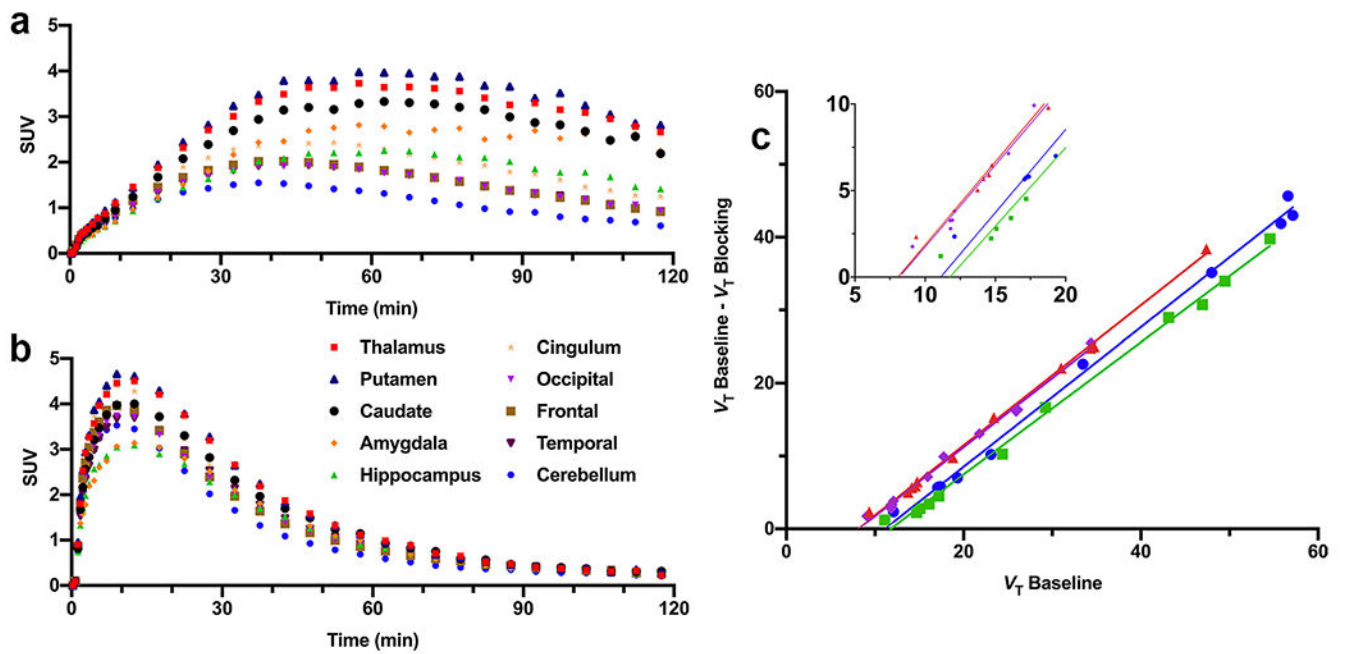 a
5
4
3
2
1
0
SUV
0 30 60 90 120
Time (min)
b
5
4
3
2
1
0
SUV
0 30 60 90 120
Time (min)
Thalamus
Putamen
Caudate
Amygdala
Hippocampus
Cingulum
Occipital
Frontal
Temporal
Cerebellum
c
60
40
20
0
VT Baseline - VT Blocking
0 20 40 60
VT Baseline
10
5
0
5 10 15 20